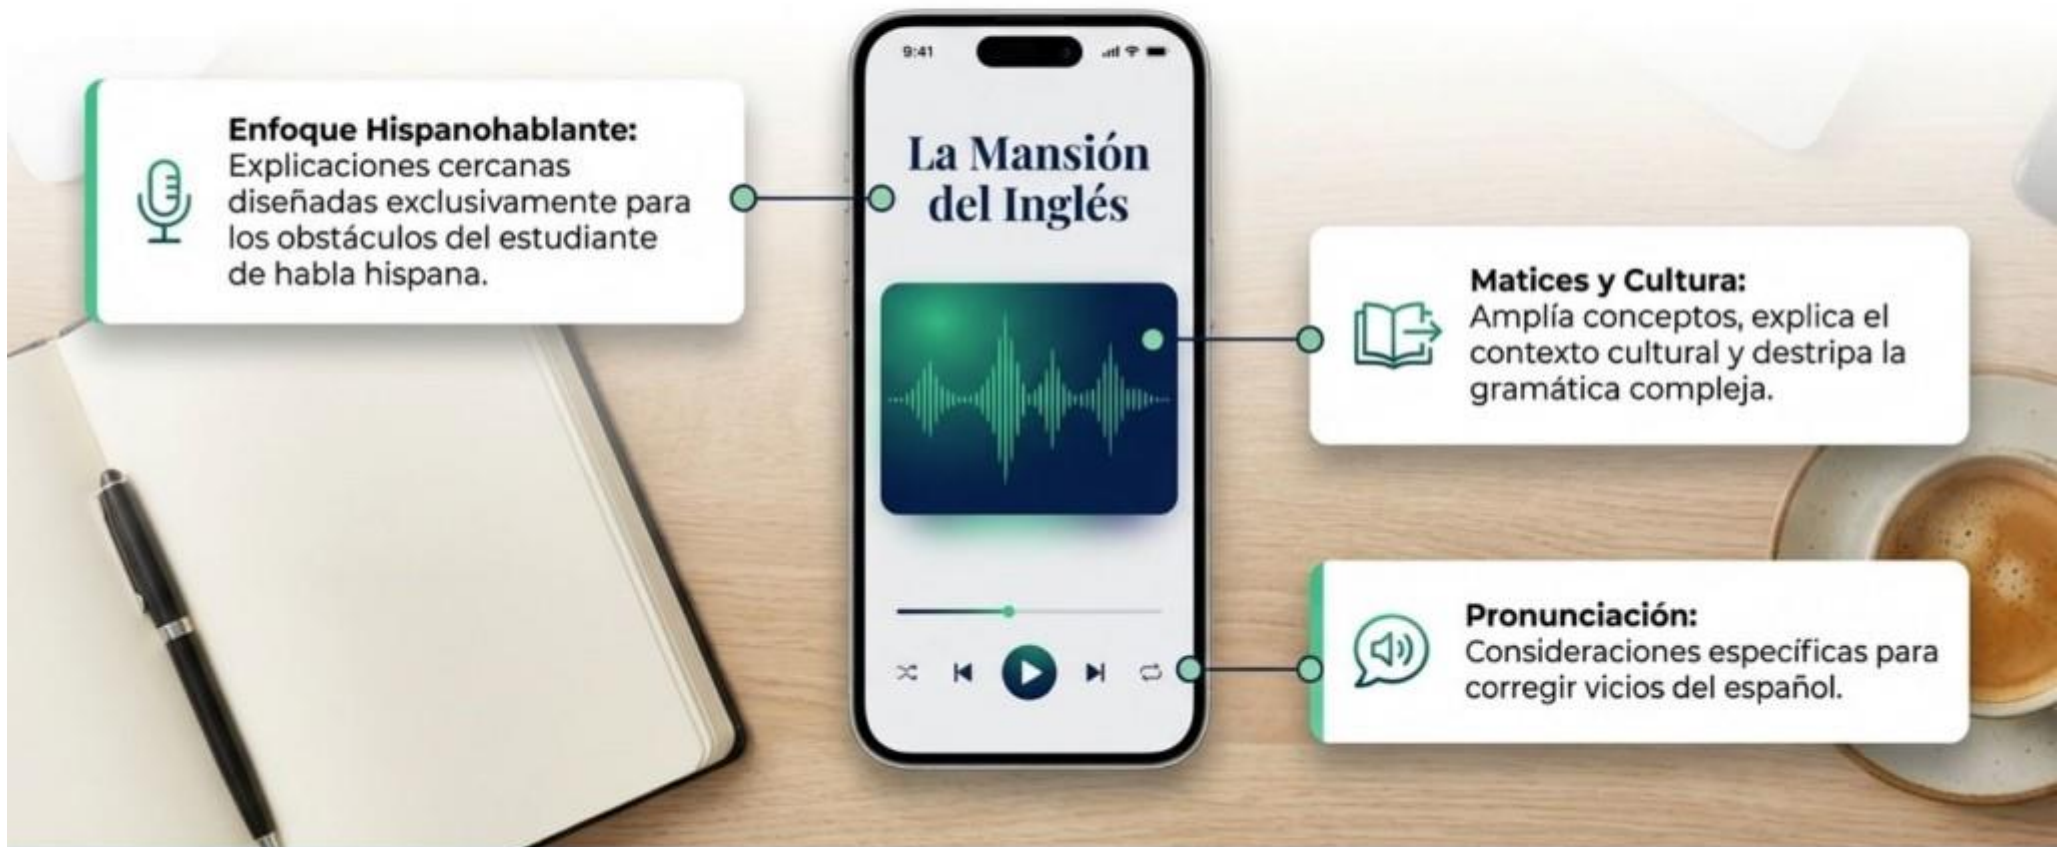 9:41
La Mansión
del Inglés
Enfoque Hispanohablante:
Explicaciones cercanas
diseñadas exclusivamente para
los obstáculos del estudiante
de habla hispana.
Matices y Cultura:
Amplía conceptos, explica el
contexto cultural y destripa la
gramática compleja.
Pronunciación:
Consideraciones específicas para
corregir vicios del español.